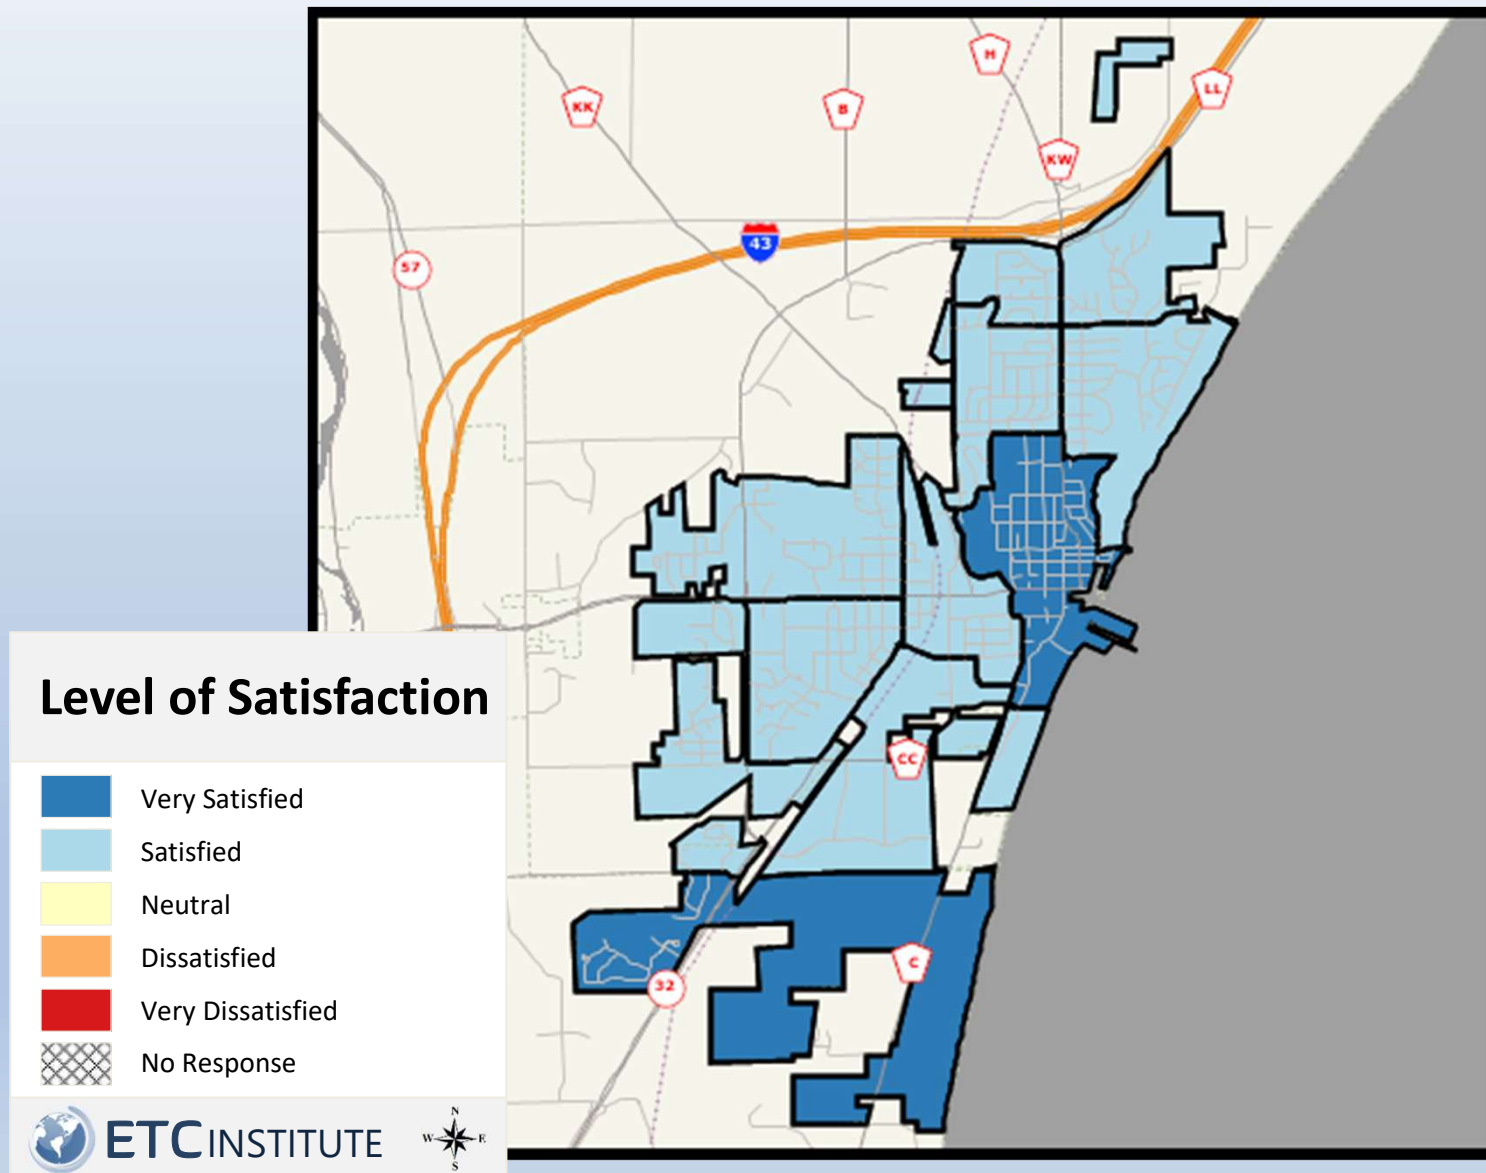 H
LL
KK
B
KW
43
57
CC
C
32
Level of Satisfaction
Very Satisfied
Satisfied
Neutral
Dissatisfied
Very Dissatisfied
No Response
ETC INSTITUTE
N
W E
S